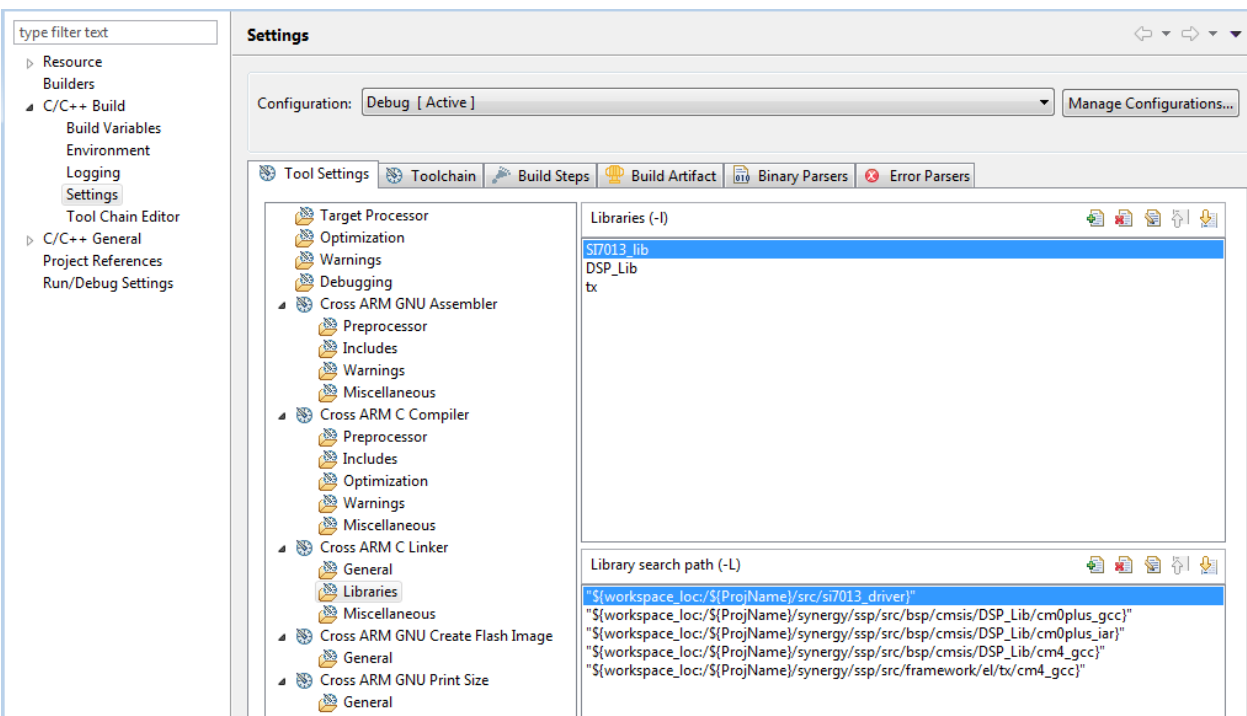 type filter text
Resource
Builders
C/C++ Build
Build Variables
Environment
Logging
Settings
Tool Chain Editor
C/C++ General
Project References
Run/Debug Settings
Settings
Configuration: Debug [ Active ] Manage Configurations...
Tool Settings Toolchain Build Steps Build Artifact Binary Parsers Error Parsers
Target Processor
Optimization
Warnings
Debugging
Cross ARM GNU Assembler
Preprocessor
Includes
Warnings
Miscellaneous
Cross ARM C Compiler
Preprocessor
Includes
Optimization
Warnings
Miscellaneous
Cross ARM C Linker
General
Libraries
Miscellaneous
Cross ARM GNU Create Flash Image
General
Cross ARM GNU Print Size
General
Libraries (-l)
SI7013_lib
DSP_Lib
tx
Library search path (-L)
"${workspace_loc:/${ProjName}/src/si7013_driver}"
"${workspace_loc:/${ProjName}/synergy/ssp/src/bsp/cmsis/DSP_Lib/cm0plus_gcc}"
"${workspace_loc:/${ProjName}/synergy/ssp/src/bsp/cmsis/DSP_Lib/cm0plus_iar}"
"${workspace_loc:/${ProjName}/synergy/ssp/src/bsp/cmsis/DSP_Lib/cm4_gcc}"
"${workspace_loc:/${ProjName}/synergy/ssp/src/framework/el/tx/cm4_gcc}"